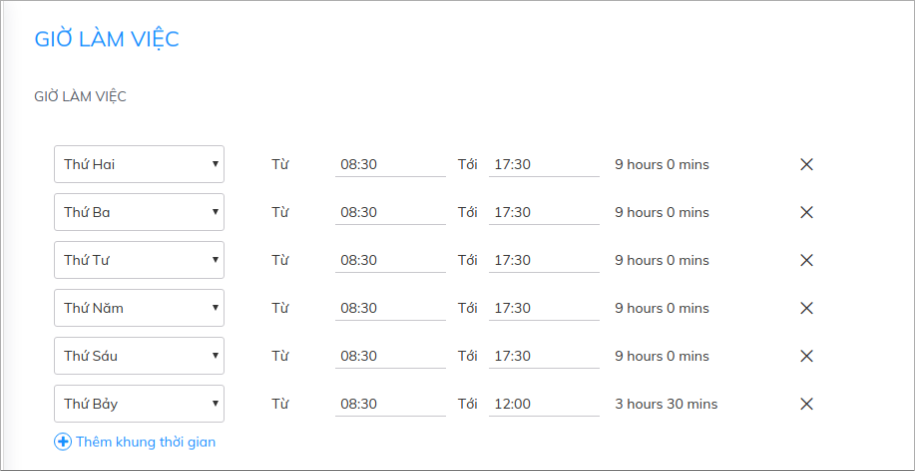 GIỜ LÀM VIỆC
GIỜ LÀM VIỆC
Thứ Hai Từ 08:30 Tới 17:30 9 hours 0 mins
Thứ Ba Từ 08:30 Tới 17:30 9 hours 0 mins
Thứ Tư Từ 08:30 Tới 17:30 9 hours 0 mins
Thứ Năm Từ 08:30 Tới 17:30 9 hours 0 mins
Thứ Sáu Từ 08:30 Tới 17:30 9 hours 0 mins
Thứ Bảy Từ 08:30 Tới 12:00 3 hours 30 mins
Thêm khung thời gian